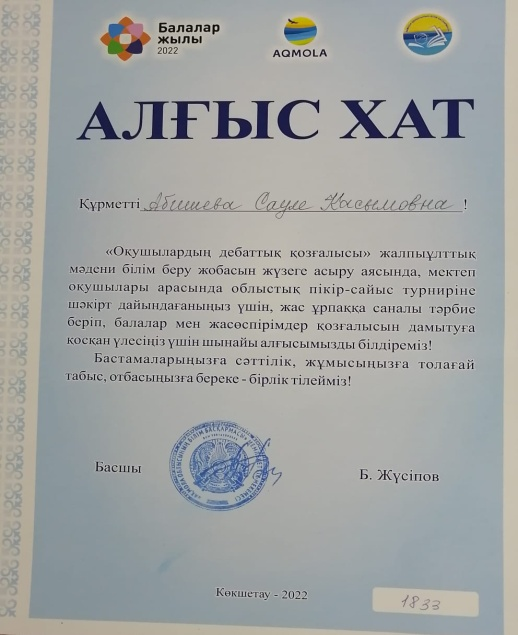 Балалар
жылы
2022
AQMOLA
АЛҒЫС ХАТ
Құрметті Абишева Сауле Касымовна !
«Оқушылардың дебаттық қозғалысы» жалпыұлттық
мәдени білім беру жобасын жүзеге асыру аясында, мектеп
оқушылары арасында облыстық пікір-сайыс турниріне
шәкірт дайындағаныңыз үшін, жас ұрпаққа саналы тәрбие
беріп, балалар мен жасөспірімдер қозғалысын дамытуға
қосқан үлесіңіз үшін шынайы алғысымызды білдіреміз!
Бастамаларыңызға сәттілік, жұмысыңызға толағай
табыс, отбасыңызға береке - бірлік тілейміз!
Басшы
Б. Жүсіпов
Көкшетау - 2022
1833